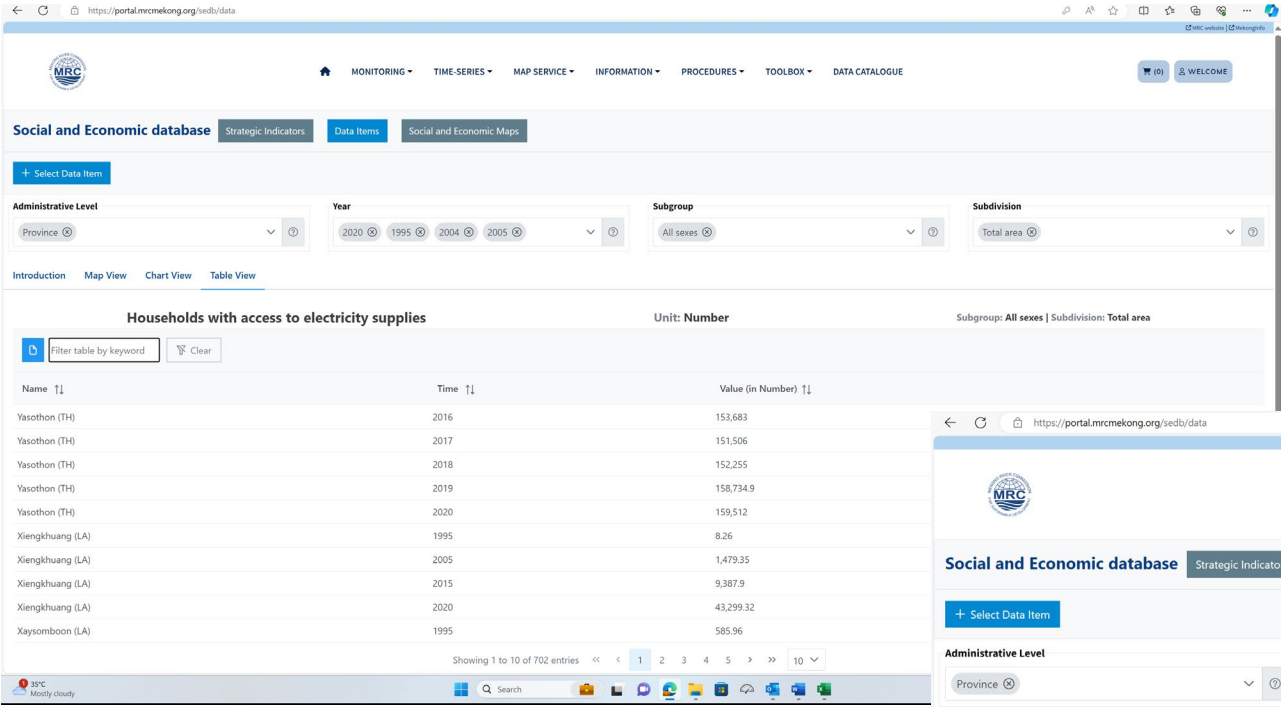 https://portal.mrcmekong.org/sedb/data
MRC website | Mekonginfo
MRC
MONITORING TIME-SERIES MAP SERVICE INFORMATION PROCEDURES TOOLBOX DATA CATALOGUE (0) WELCOME
Social and Economic database Strategic Indicators Data Items Social and Economic Maps
+ Select Data Item
Administrative Level Year Subgroup Subdivision
Province 2020 1995 2004 2005 All sexes Total area
Introduction Map View Chart View Table View
Households with access to electricity supplies Unit: Number Subgroup: All sexes | Subdivision: Total area
Filter table by keyword Clear
Name Time Value (in Number)
Yasothon (TH) 2016 153,683
Yasothon (TH) 2017 151,506
Yasothon (TH) 2018 152,255
Yasothon (TH) 2019 158,734.9
Yasothon (TH) 2020 159,512
Xiengkhuang (LA) 1995 8.26
Xiengkhuang (LA) 2005 1,479.35
Xiengkhuang (LA) 2015 9,387.9
Xiengkhuang (LA) 2020 43,299.32
Xaysomboon (LA) 1995 585.96
Showing 1 to 10 of 702 entries << < 1 2 3 4 5 > >> 10
1 35°C
Mostly cloudy
Search
https://portal.mrcmekong.org/sedb/data
MRC
Social and Economic database Strategic Indicato
+ Select Data Item
Administrative Level
Province